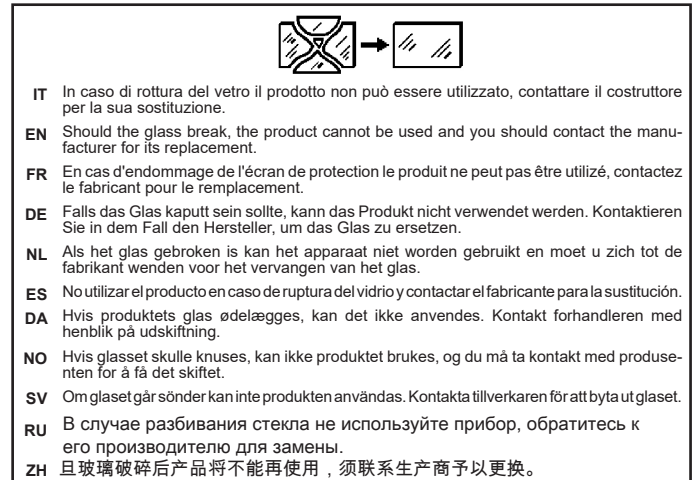 IT In caso di rottura del vetro il prodotto non può essere utilizzato, contattare il costruttore
per la sua sostituzione.
EN Should the glass break, the product cannot be used and you should contact the manu-
facturer for its replacement.
FR En cas d'endommage de l'écran de protection le produit ne peut pas être utilizé, contactez
le fabricant pour le remplacement.
DE Falls das Glas kaputt sein sollte, kann das Produkt nicht verwendet werden. Kontaktieren
Sie in dem Fall den Hersteller, um das Glas zu ersetzen.
NL Als het glas gebroken is kan het apparaat niet worden gebruikt en moet u zich tot de
fabrikant wenden voor het vervangen van het glas.
ES No utilizar el producto en caso de ruptura del vidrio y contactar el fabricante para la sustitución.
DA Hvis produktets glas ødelægges, kan det ikke anvendes. Kontakt forhandleren med
henblik på udskiftning.
NO Hvis glasset skulle knuses, kan ikke produktet brukes, og du må ta kontakt med produse-
nten for å få det skiftet.
SV Om glaset går sönder kan inte produkten användas. Kontakta tillverkaren för att byta ut glaset.
RU В случае разбивания стекла не используйте прибор, обратитесь к
его производителю для замены.
ZH 旦玻璃破碎后产品将不能再使用，须联系生产商予以更换。